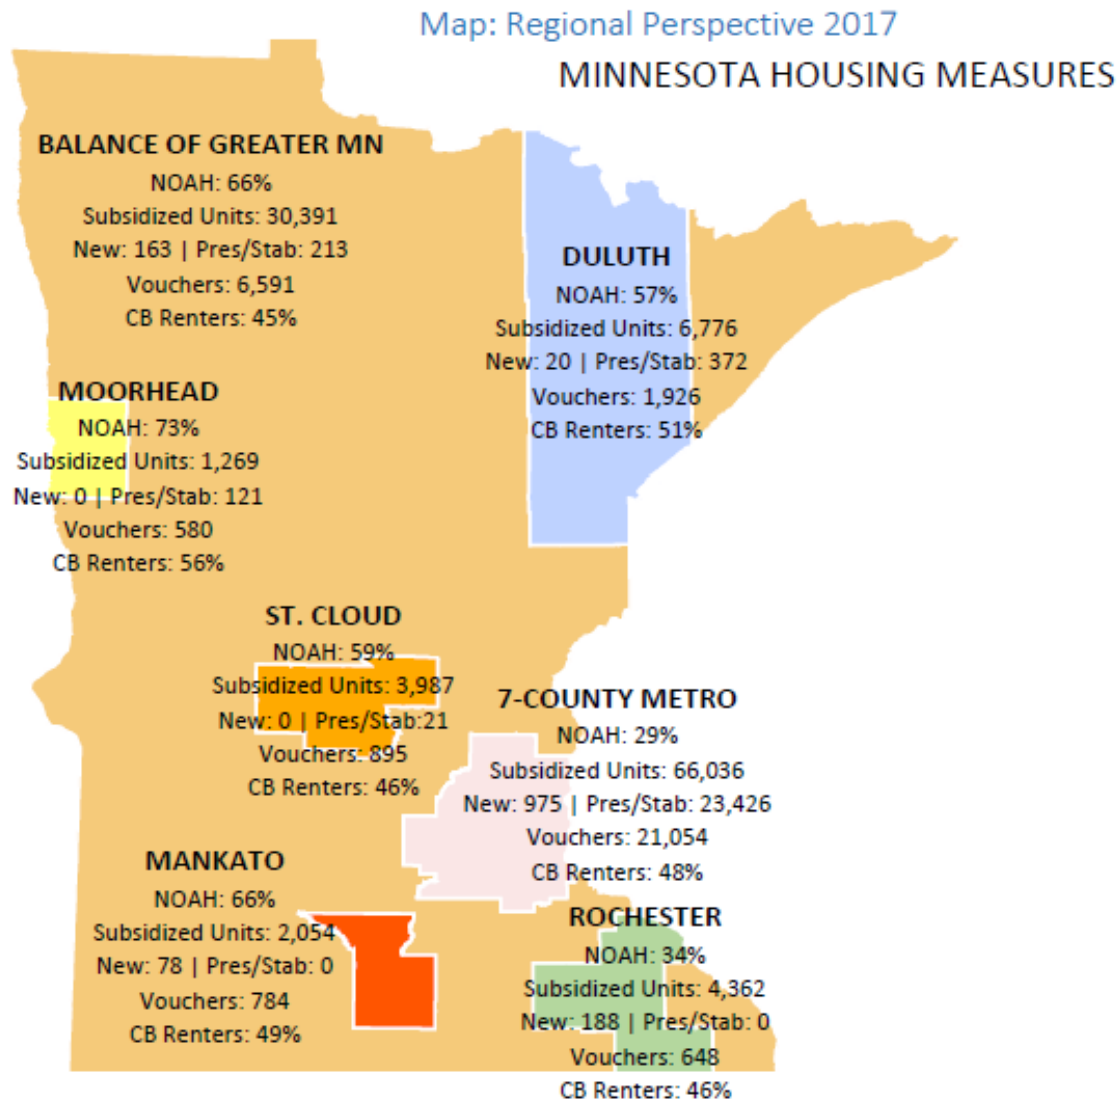 Map: Regional Perspective 2017
MINNESOTA HOUSING MEASURES
BALANCE OF GREATER MN
NOAH: 66%
Subsidized Units: 30,391
New: 163 | Pres/Stab: 213
Vouchers: 6,591
CB Renters: 45%
DULUTH
NOAH: 57%
Subsidized Units: 6,776
New: 20 | Pres/Stab: 372
Vouchers: 1,926
CB Renters: 51%
MOORHEAD
NOAH: 73%
Subsidized Units: 1,269
New: 0 | Pres/Stab: 121
Vouchers: 580
CB Renters: 56%
ST. CLOUD
NOAH: 59%
Subsidized Units: 3,987
New: 0 | Pres/Stab:21
Vouchers: 895
CB Renters: 46%
7-COUNTY METRO
NOAH: 29%
Subsidized Units: 66,036
New: 975 | Pres/Stab: 23,426
Vouchers: 21,054
CB Renters: 48%
MANKATO
NOAH: 66%
Subsidized Units: 2,054
New: 78 | Pres/Stab: 0
Vouchers: 784
CB Renters: 49%
ROCHESTER
NOAH: 34%
Subsidized Units: 4,362
New: 188 | Pres/Stab: 0
Vouchers: 648
CB Renters: 46%